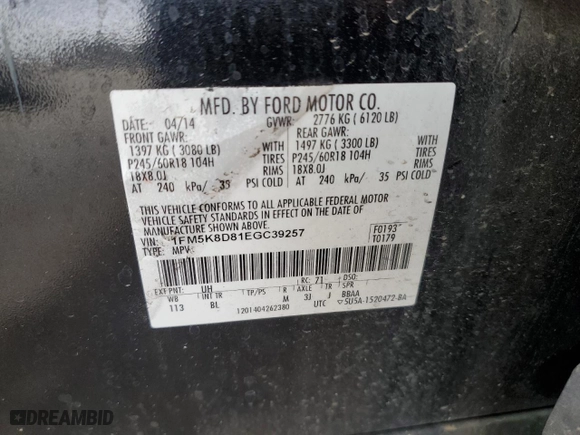 MFD. BY FORD MOTOR CO.
DATE: 04/14 GVWR: 2776 KG ( 6120 LB)
FRONT GAWR: REAR GAWR:
1397 KG ( 3080 LB) WITH 1497 KG ( 3300 LB) WITH
P245/60R18 104H TIRES P245/60R18 104H TIRES
18X8.0J RIMS 18X8.0J RIMS
AT 240 kPa/ 35 PSI COLD AT 240 kPa/ 35 PSI COLD
THIS VEHICLE CONFORMS TO ALL APPLICABLE FEDERAL MOTOR
VEHICLE SAFETY STANDARDS IN EFFECT ON THE DATE OF
MANUFACTURE SHOWN ABOVE.
VIN: 1FM5K8D81EGC39257 F0193
TYPE: MPV T0179
EXT PNT: UH RC: 71 DSO:
WB INT TR TP/PS R AXLE TR SPR
113 BL M 3J J BBAA
1201404262380 UTC 5U5A-1520472-BA
DREAMBID